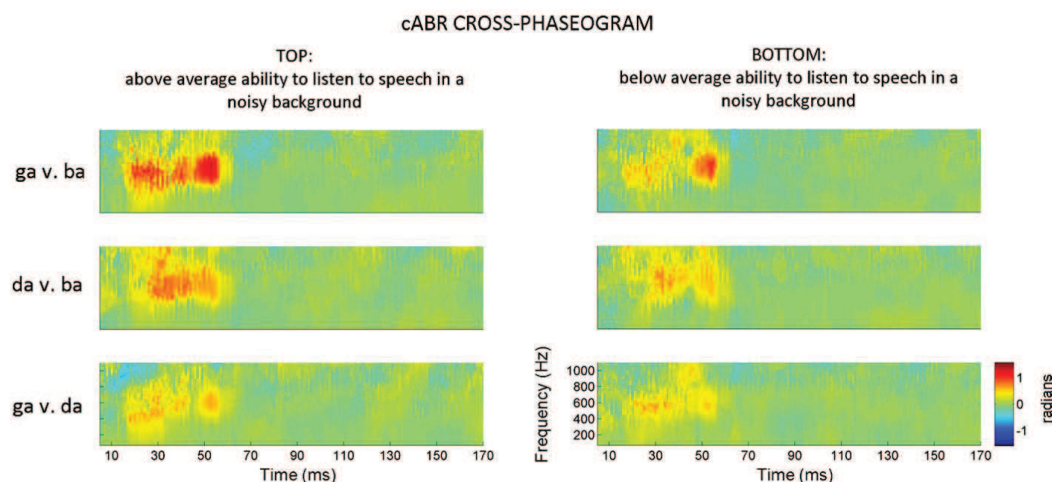 cABR CROSS-PHASEOGRAM
TOP:
above average ability to listen to speech in a
noisy background
BOTTOM:
below average ability to listen to speech in a
noisy background
ga v. ba
da v. ba
ga v. da
10 30 50 70 90 110 130 150 170
Time (ms)
Frequency (Hz)
1000
800
600
400
200
10 30 50 70 90 110 130 150 170
Time (ms)
1
0
-1
radians